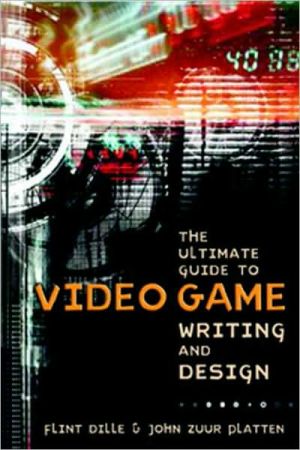 THE
ULTIMATE
GUIDE TO
VIDEO GAME
WRITING
AND
DESIGN
FLINT DILLE & JOHN ZUUR PLATTEN